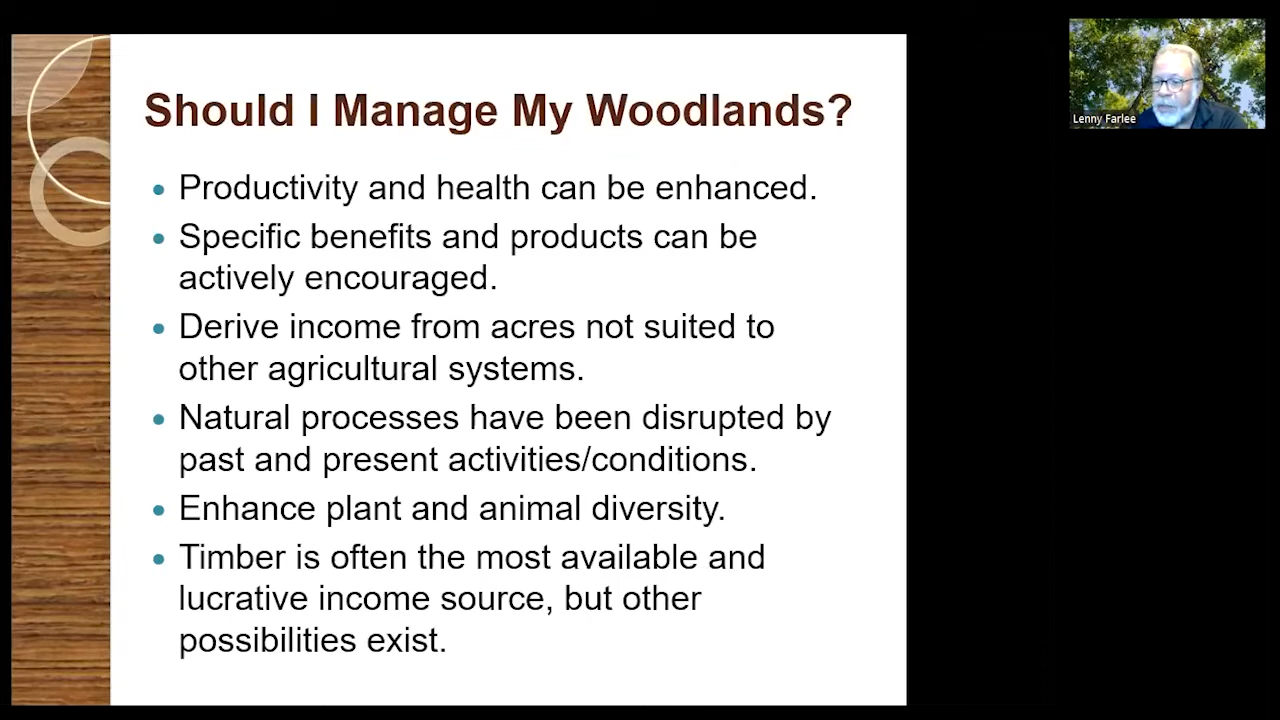 Should I Manage My Woodlands?
• Productivity and health can be enhanced.
• Specific benefits and products can be
actively encouraged.
• Derive income from acres not suited to
other agricultural systems.
• Natural processes have been disrupted by
past and present activities/conditions.
• Enhance plant and animal diversity.
• Timber is often the most available and
lucrative income source, but other
possibilities exist.
Lenny Farlee